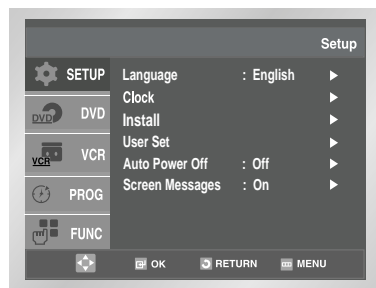 Setup
SETUP
DVD DVD
VCR VCR
PROG
FUNC
Language : English
Clock
Install
User Set
Auto Power Off : Off
Screen Messages : On
OK RETURN MENU